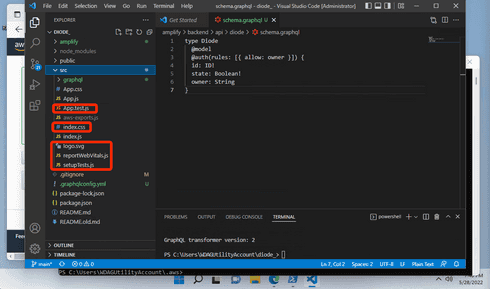 File Edit Selection View Go Run Terminal Help
schema.graphql - diode_ - Visual Studio Code [Administrator]
EXPLORER
DIODE_
amplify
node_modules
public
src
graphql
App.css
App.js
App.test.js
aws-exports.js
index.css
index.js
logo.svg
reportWebVitals.js
setupTests.js
.gitignore
.graphqlconfig.yml U
package-lock.json
package.json
README.md
README.old.md
OUTLINE
TIMELINE
Get Started
schema.graphql U
amplify > backend > api > diode > schema.graphql
type Diode
@model
@auth(rules: [{ allow: owner }]) {
id: ID!
state: Boolean!
owner: String
}
PROBLEMS OUTPUT DEBUG CONSOLE TERMINAL
powershell
GraphQL transformer version: 2
PS C:\Users\WDAGUtilityAccount\diode_>
main* 0 0
Ln 7, Col 2 Spaces: 2 UTF-8 LF Plain Text
PS C:\Users\WDAGUtilityAccount\.aws>
5/28/2022